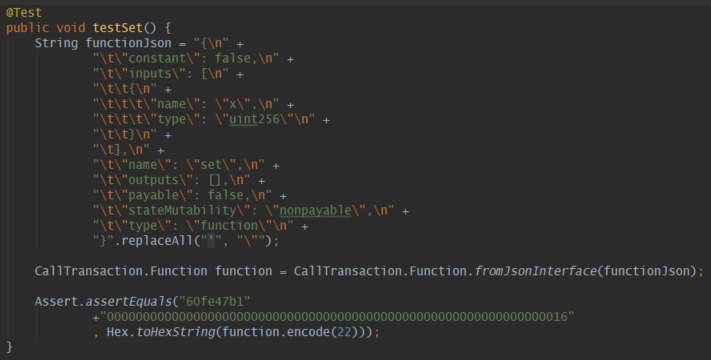 @Test
public void testSet() {
String functionJson = "{\n" +
"\t\"constant\": false,\n" +
"\t\"inputs\": [\n" +
"\t\t{\n" +
"\t\t\t\"name\": \"x\",\n" +
"\t\t\t\"type\": \"uint256\"\n" +
"\t\t}\n" +
"\t],\n" +
"\t\"name\": \"set\",\n" +
"\t\"outputs\": [],\n" +
"\t\"payable\": false,\n" +
"\t\"stateMutability\": \"nonpayable\",\n" +
"\t\"type\": \"function\"\n" +
"}".replaceAll("'", "\"");
CallTransaction.Function function = CallTransaction.Function.fromJsonInterface(functionJson);
Assert.assertEquals("60fe47b1"
+"0000000000000000000000000000000000000000000000000000000000000016"
, Hex.toHexString(function.encode(22)));
}